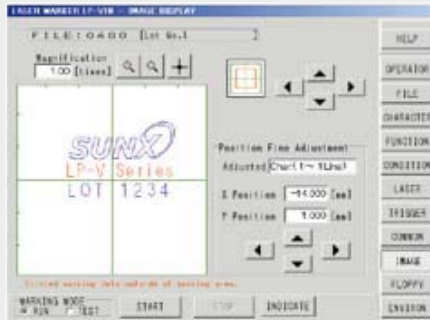 LASER MARKER LP-V10 - IMAGE DISPLAY
FILE:0400 [Lot No.]
HELP
Magnification
1.00 [times]
OPERATOR
FILE
CHARACTER
FUNCTION
CONDITION
LASER
TRIGGER
COMMON
IMAGE
FLOPPY
ENVIRON
SUNX
LP-V Series
LOT 1234
Position Fine Adjustment
Adjusted Char(1~ 1Line)
X Position -14.000 [mm]
Y Position 1.000 [mm]
MARKING MODE
RUN TEST
START
STOP
INDICATE